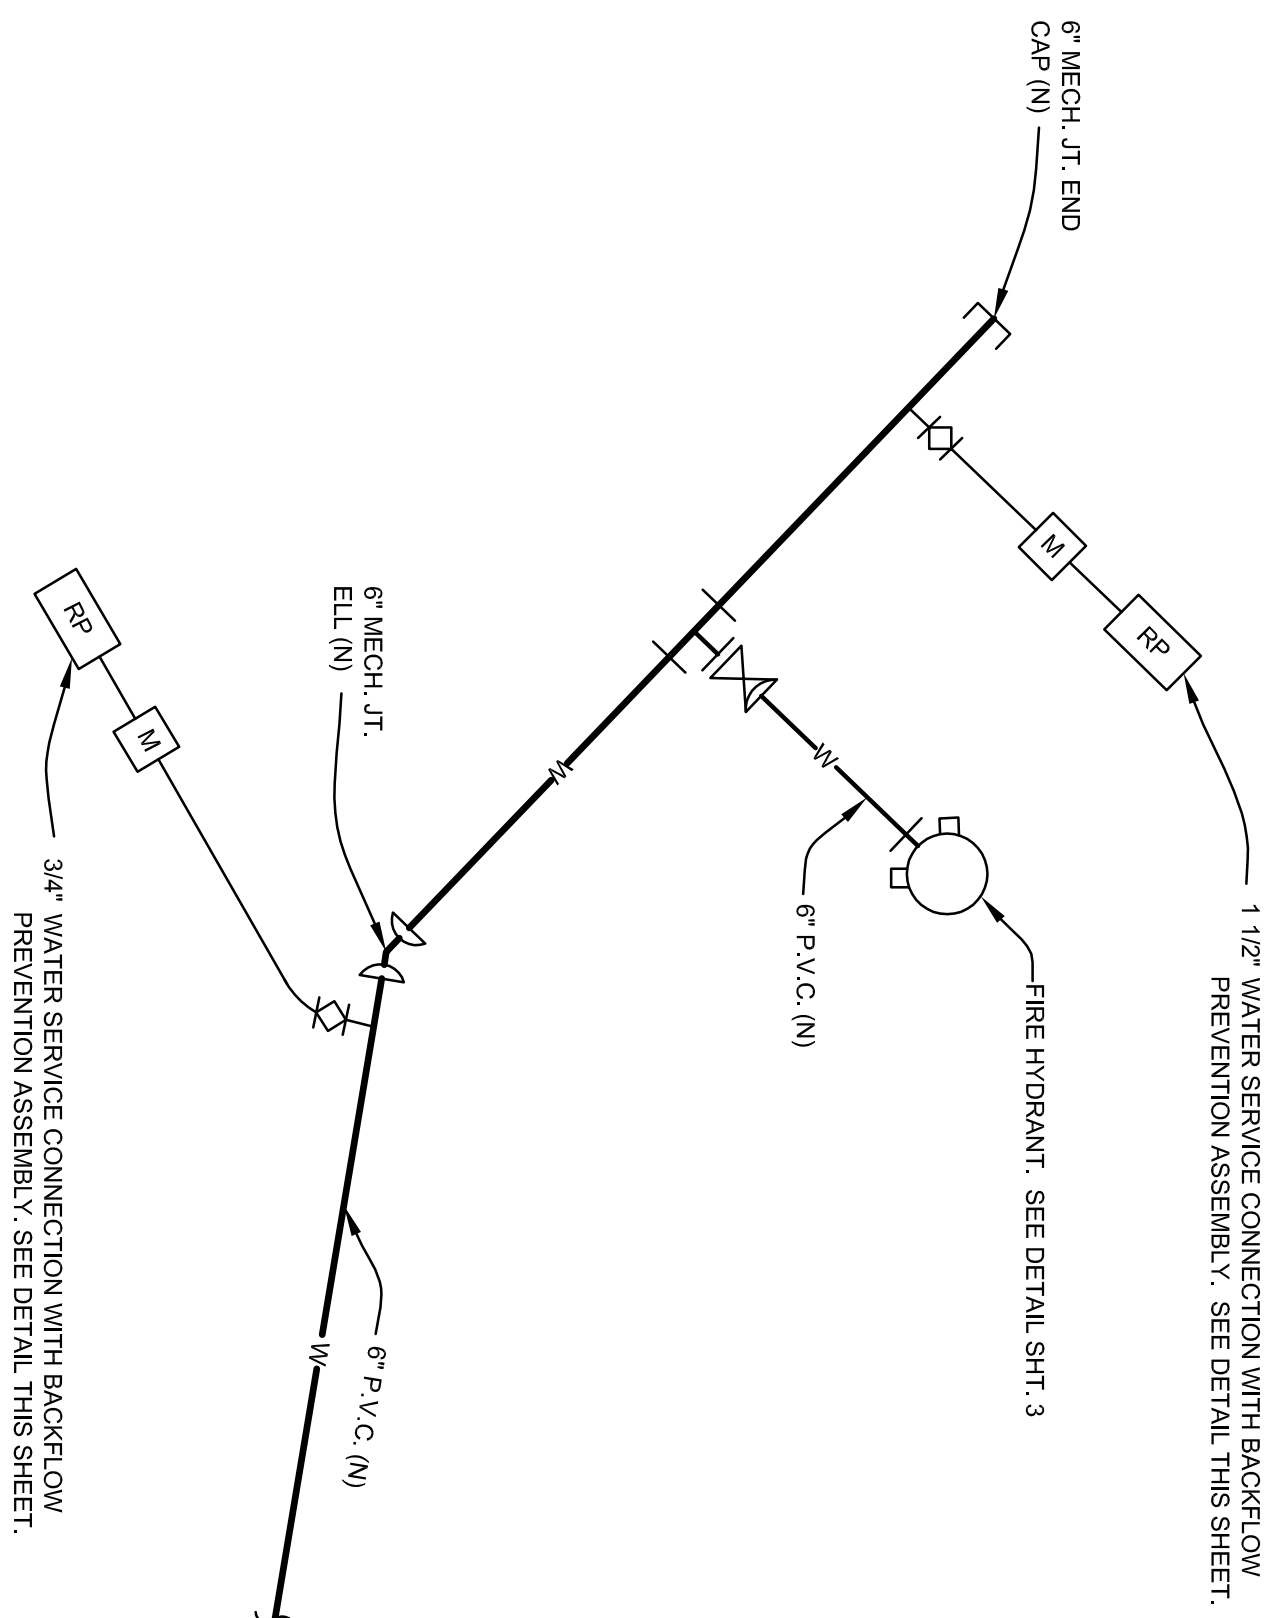 1 1/2" WATER SERVICE CONNECTION WITH BACKFLOW
PREVENTION ASSEMBLY. SEE DETAIL THIS SHEET.
6" MECH. JT. END
CAP (N)
M
RP
FIRE HYDRANT. SEE DETAIL SHT. 3
W
6" P.V.C. (N)
W
6" MECH. JT.
ELL (N)
6" P.V.C. (N)
W
RP
M
3/4" WATER SERVICE CONNECTION WITH BACKFLOW
PREVENTION ASSEMBLY. SEE DETAIL THIS SHEET.